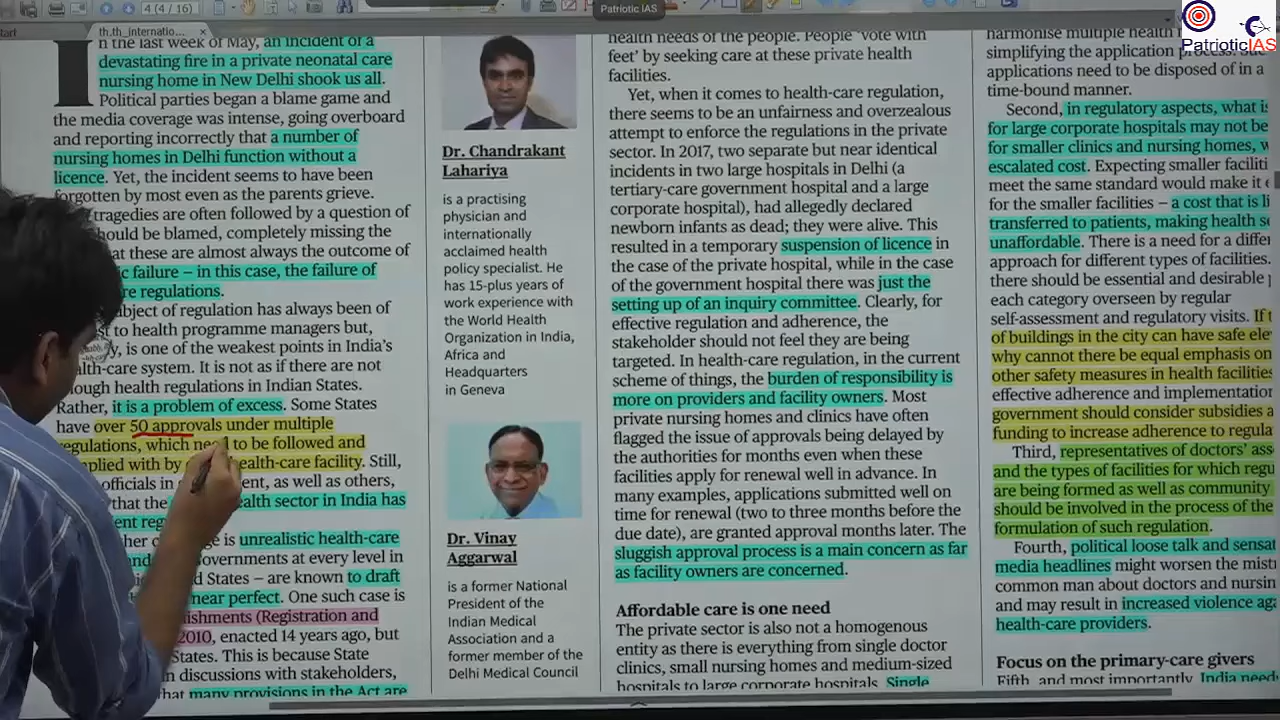 4 (4 / 16)
Patriotic IAS
tart
th.th_internatio...
PatrioticIAS
In the last week of May, an incident of a
devastating fire in a private neonatal care
nursing home in New Delhi shook us all.
Political parties began a blame game and
the media coverage was intense, going overboard
and reporting incorrectly that a number of
nursing homes in Delhi function without a
licence. Yet, the incident seems to have been
forgotten by most even as the parents grieve.
tragedies are often followed by a question of
hould be blamed, completely missing the
at these are almost always the outcome of
ic failure – in this case, the failure of
re regulations.
bject of regulation has always been of
st to health programme managers but,
y, is one of the weakest points in India's
lth-care system. It is not as if there are not
ough health regulations in Indian States.
Rather, it is a problem of excess. Some States
have over 50 approvals under multiple
regulations, which need to be followed and
mplied with by health-care facility. Still,
officials in ent, as well as others,
that the ealth sector in India has
ent reg
her ge is unrealistic health-care
nd overnments at every level in
d States – are known to draft
near perfect. One such case is
ishments (Registration and
2010, enacted 14 years ago, but
States. This is because State
n discussions with stakeholders,
hat many provisions in the Act are
Dr. Chandrakant
Lahariya
is a practising
physician and
internationally
acclaimed health
policy specialist. He
has 15-plus years of
work experience with
the World Health
Organization in India,
Africa and
Headquarters
in Geneva
Dr. Vinay
Aggarwal
is a former National
President of the
Indian Medical
Association and a
former member of the
Delhi Medical Council
health needs of the people. People 'vote with
feet' by seeking care at these private health
facilities.
Yet, when it comes to health-care regulation,
there seems to be an unfairness and overzealous
attempt to enforce the regulations in the private
sector. In 2017, two separate but near identical
incidents in two large hospitals in Delhi (a
tertiary-care government hospital and a large
corporate hospital), had allegedly declared
newborn infants as dead; they were alive. This
resulted in a temporary suspension of licence in
the case of the private hospital, while in the case
of the government hospital there was just the
setting up of an inquiry committee. Clearly, for
effective regulation and adherence, the
stakeholder should not feel they are being
targeted. In health-care regulation, in the current
scheme of things, the burden of responsibility is
more on providers and facility owners. Most
private nursing homes and clinics have often
flagged the issue of approvals being delayed by
the authorities for months even when these
facilities apply for renewal well in advance. In
many examples, applications submitted well on
time for renewal (two to three months before the
due date), are granted approval months later. The
sluggish approval process is a main concern as far
as facility owners are concerned.
Affordable care is one need
The private sector is also not a homogenous
entity as there is everything from single doctor
clinics, small nursing homes and medium-sized
hospitals to large corporate hospitals. Single
harmonise multiple health
simplifying the application process. Such
applications need to be disposed of in a
time-bound manner.
Second, in regulatory aspects, what is
for large corporate hospitals may not be
for smaller clinics and nursing homes, w
escalated cost. Expecting smaller faciliti
meet the same standard would make it
for the smaller facilities – a cost that is li
transferred to patients, making health se
unaffordable. There is a need for a differ
approach for different types of facilities.
there should be essential and desirable
each category overseen by regular
self-assessment and regulatory visits. If t
of buildings in the city can have safe ele
why cannot there be equal emphasis on
other safety measures in health facilities
effective adherence and implementation
government should consider subsidies a
funding to increase adherence to regula
Third, representatives of doctors' ass
and the types of facilities for which regu
are being formed as well as community
should be involved in the process of the
formulation of such regulation.
Fourth, political loose talk and sensat
media headlines might worsen the mistr
common man about doctors and nursin
and may result in increased violence aga
health-care providers.
Focus on the primary-care givers
Fifth, and most importantly, India need